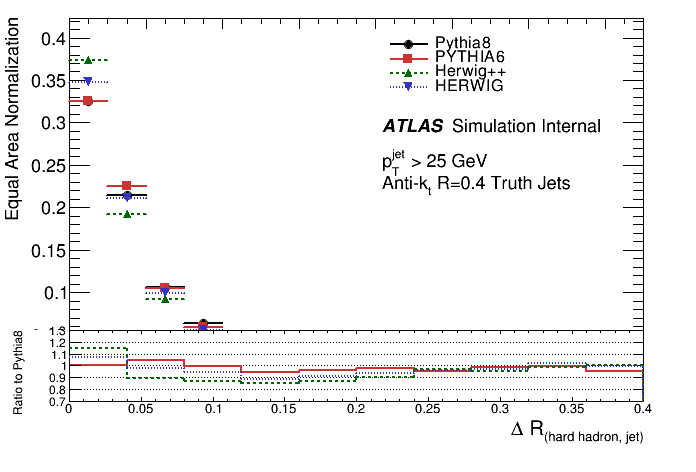 Equal Area Normalization
0.4
0.35
0.3
0.25
0.2
0.15
0.1
Pythia8
PYTHIA6
Herwig++
HERWIG
ATLAS Simulation Internal
p_T^jet > 25 GeV
Anti-k_t R=0.4 Truth Jets
Ratio to Pythia8
1.3
1.2
1.1
1
0.9
0.8
0.7
0 0.05 0.1 0.15 0.2 0.25 0.3 0.35 0.4
Δ R(hard hadron, jet)